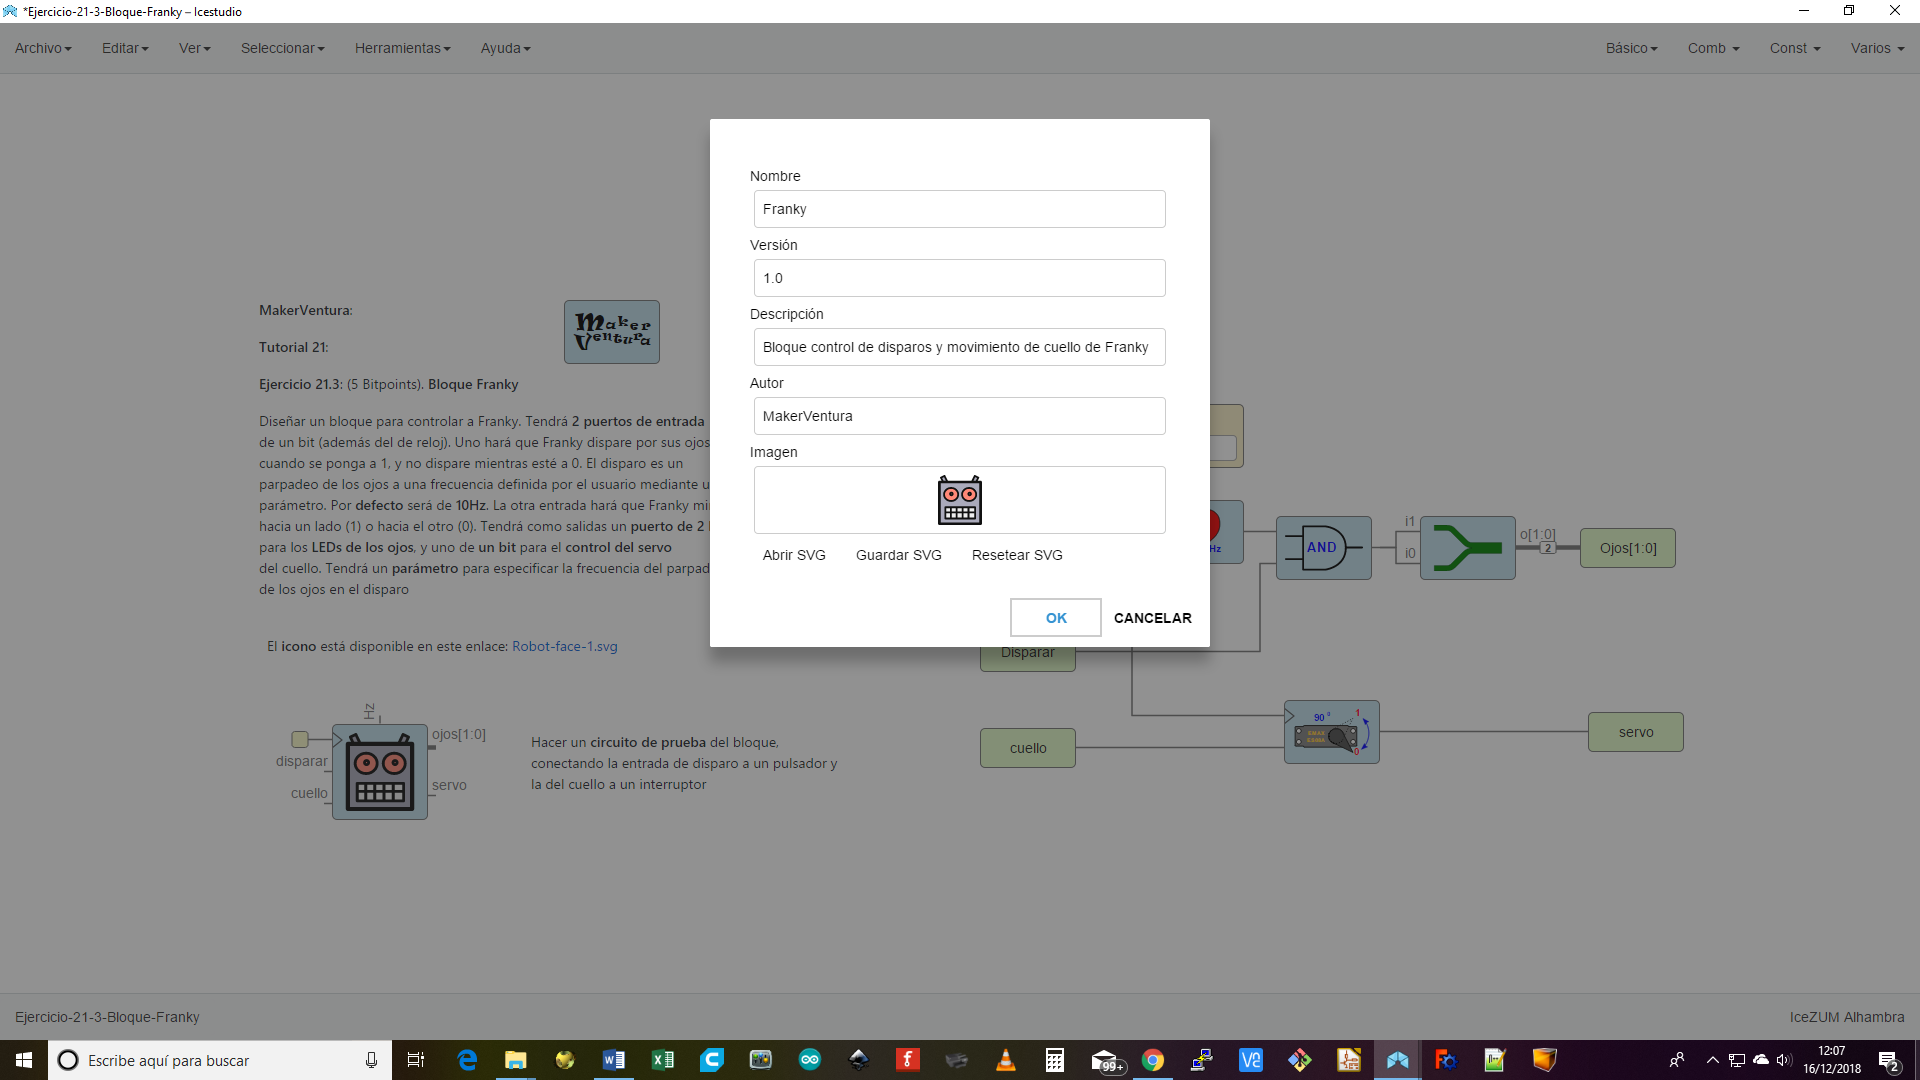 *Ejercicio-21-3-Bloque-Franky – Icestudio
Archivo Editar Ver Seleccionar Herramientas Ayuda Básico Comb Const Varios
Nombre
Franky
Versión
1.0
Descripción
Bloque control de disparos y movimiento de cuello de Franky
Autor
MakerVentura
Imagen
Abrir SVG Guardar SVG Resetear SVG
OK CANCELAR
MakerVentura:
Maker
Ventura
Tutorial 21:
Ejercicio 21.3: (5 Bitpoints). Bloque Franky
Diseñar un bloque para controlar a Franky. Tendrá 2 puertos de entrada
de un bit (además del de reloj). Uno hará que Franky dispare por sus ojos
cuando se ponga a 1, y no dispare mientras esté a 0. El disparo es un
parpadeo de los ojos a una frecuencia definida por el usuario mediante u
parámetro. Por defecto será de 10Hz. La otra entrada hará que Franky mi
hacia un lado (1) o hacia el otro (0). Tendrá como salidas un puerto de 2
para los LEDs de los ojos, y uno de un bit para el control del servo
del cuello. Tendrá un parámetro para especificar la frecuencia del parpad
de los ojos en el disparo
El icono está disponible en este enlace: Robot-face-1.svg
Hz
ojos[1:0]
disparar
cuello
servo
Hacer un circuito de prueba del bloque,
conectando la entrada de disparo a un pulsador y
la del cuello a un interruptor
Hz
AND
i1
i0
o[1:0]
2
Ojos[1:0]
Disparar
cuello
90 º
1
0
servo
Ejercicio-21-3-Bloque-Franky
IceZUM Alhambra
Escribe aquí para buscar
99+
12:07
16/12/2018
2